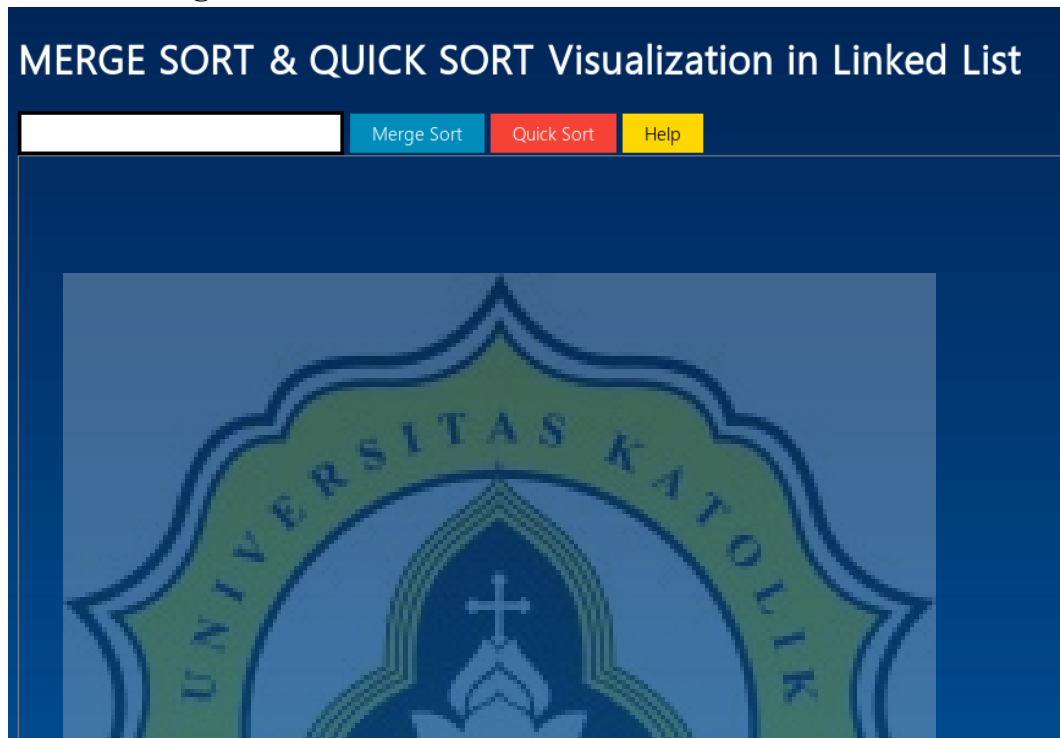 MERGE SORT & QUICK SORT Visualization in Linked List
Merge Sort Quick Sort Help
UNIVERSITAS KATOLIK